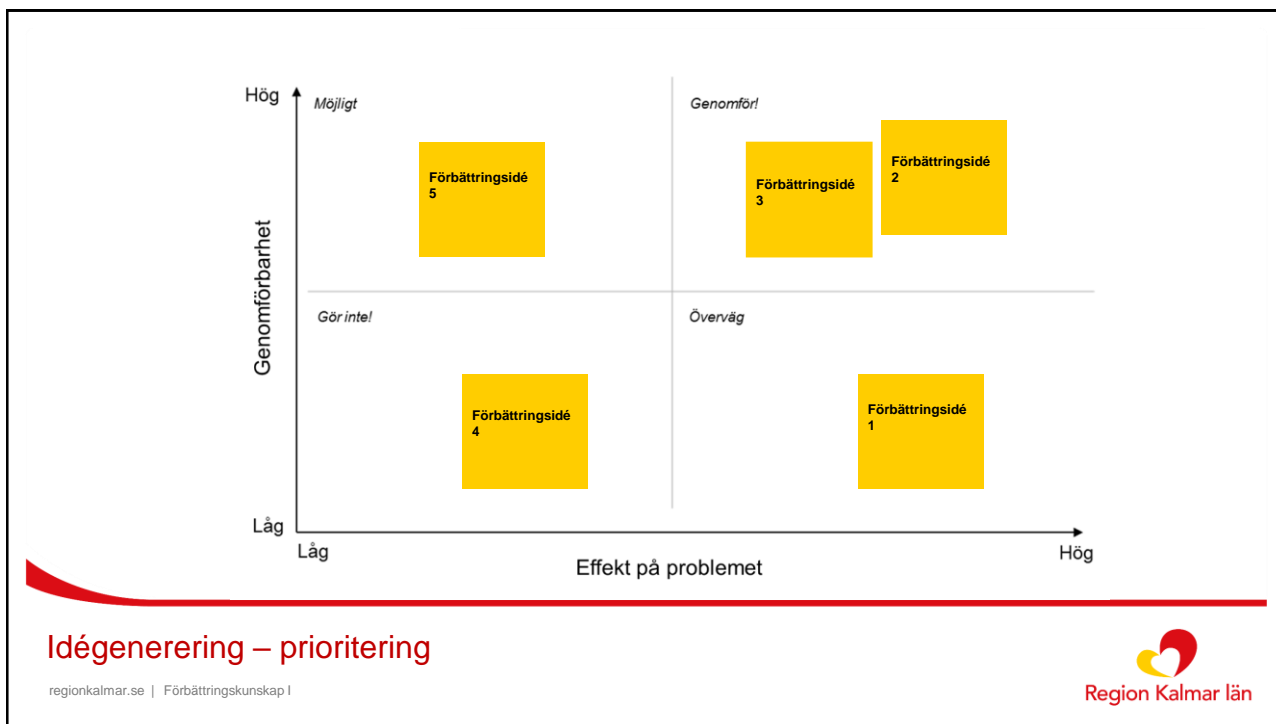 Hög
Möjligt
Genomför!
Förbättringsidé
5
Förbättringsidé
3
Förbättringsidé
2
Genomförbarhet
Gör inte!
Överväg
Förbättringsidé
4
Förbättringsidé
1
Låg
Låg
Effekt på problemet
Hög
Idégenerering – prioritering
regionkalmar.se | Förbättringskunskap I
Region Kalmar län